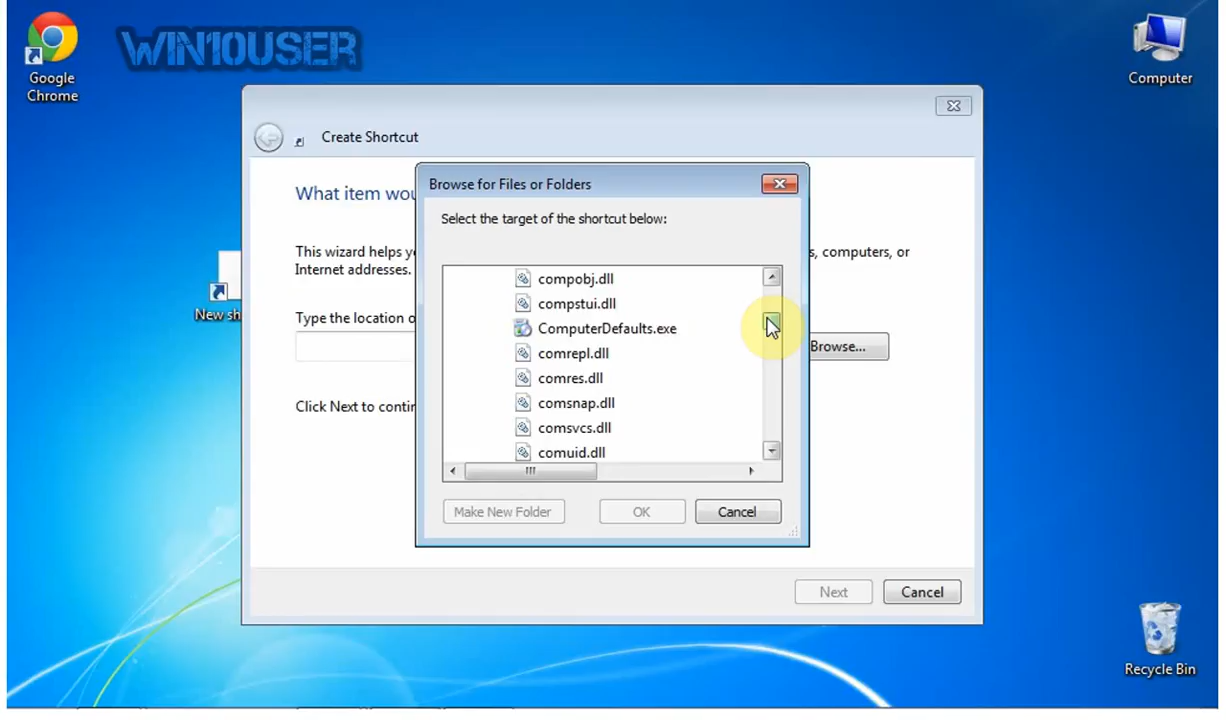 Google
Chrome
WIN10USER
Computer
Create Shortcut
What item wou
Browse for Files or Folders
Select the target of the shortcut below:
This wizard helps y
s, computers, or
Internet addresses.
compobj.dll
compstui.dll
ComputerDefaults.exe
comrepl.dll
comres.dll
comsnap.dll
comsvcs.dll
comuid.dll
New sh
Type the location o
Browse...
Click Next to contin
Make New Folder
OK
Cancel
Next
Cancel
Recycle Bin